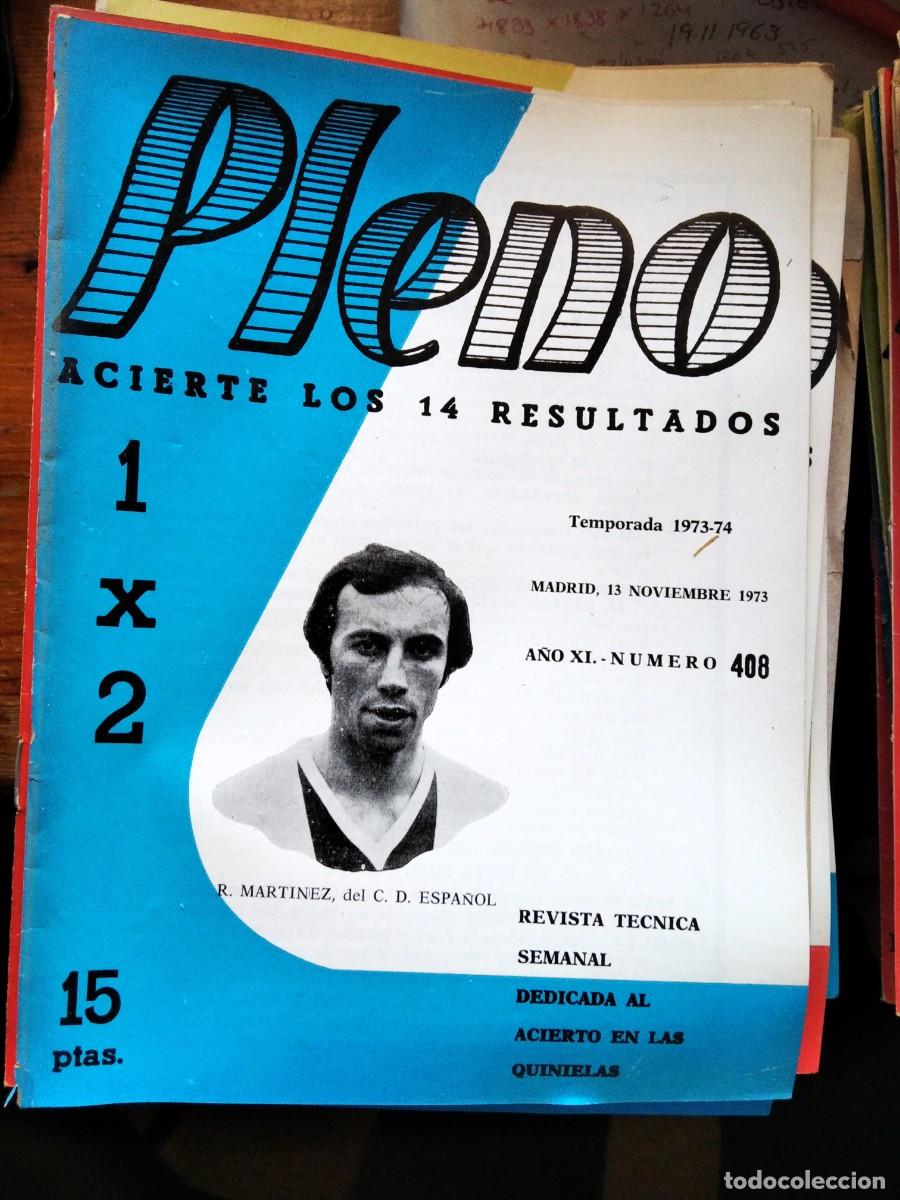 19-11-1963
Pleno
ACIERTE LOS 14 RESULTADOS
1
x
2
Temporada 1973-74
MADRID, 13 NOVIEMBRE 1973
AÑO XI.-NUMERO 408
R. MARTINEZ, del C. D. ESPAÑOL
REVISTA TECNICA
SEMANAL
DEDICADA AL
ACIERTO EN LAS
QUINIELAS
15
ptas.
todocoleccion